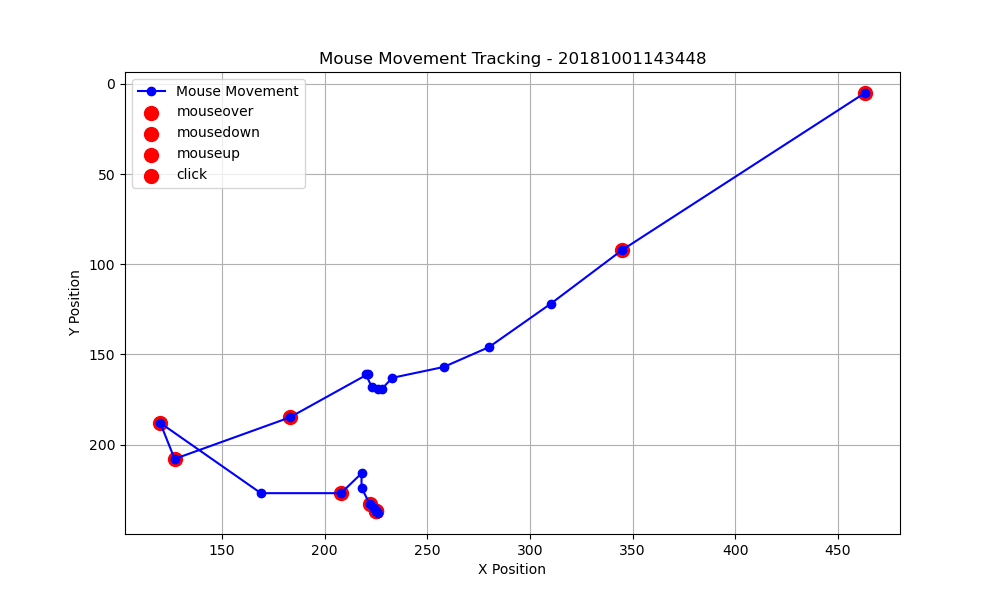 Mouse Movement Tracking - 20181001143448
Mouse Movement
mouseover
mousedown
mouseup
click
0
50
100
150
200
Y Position
150
200
250
300
350
400
450
X Position